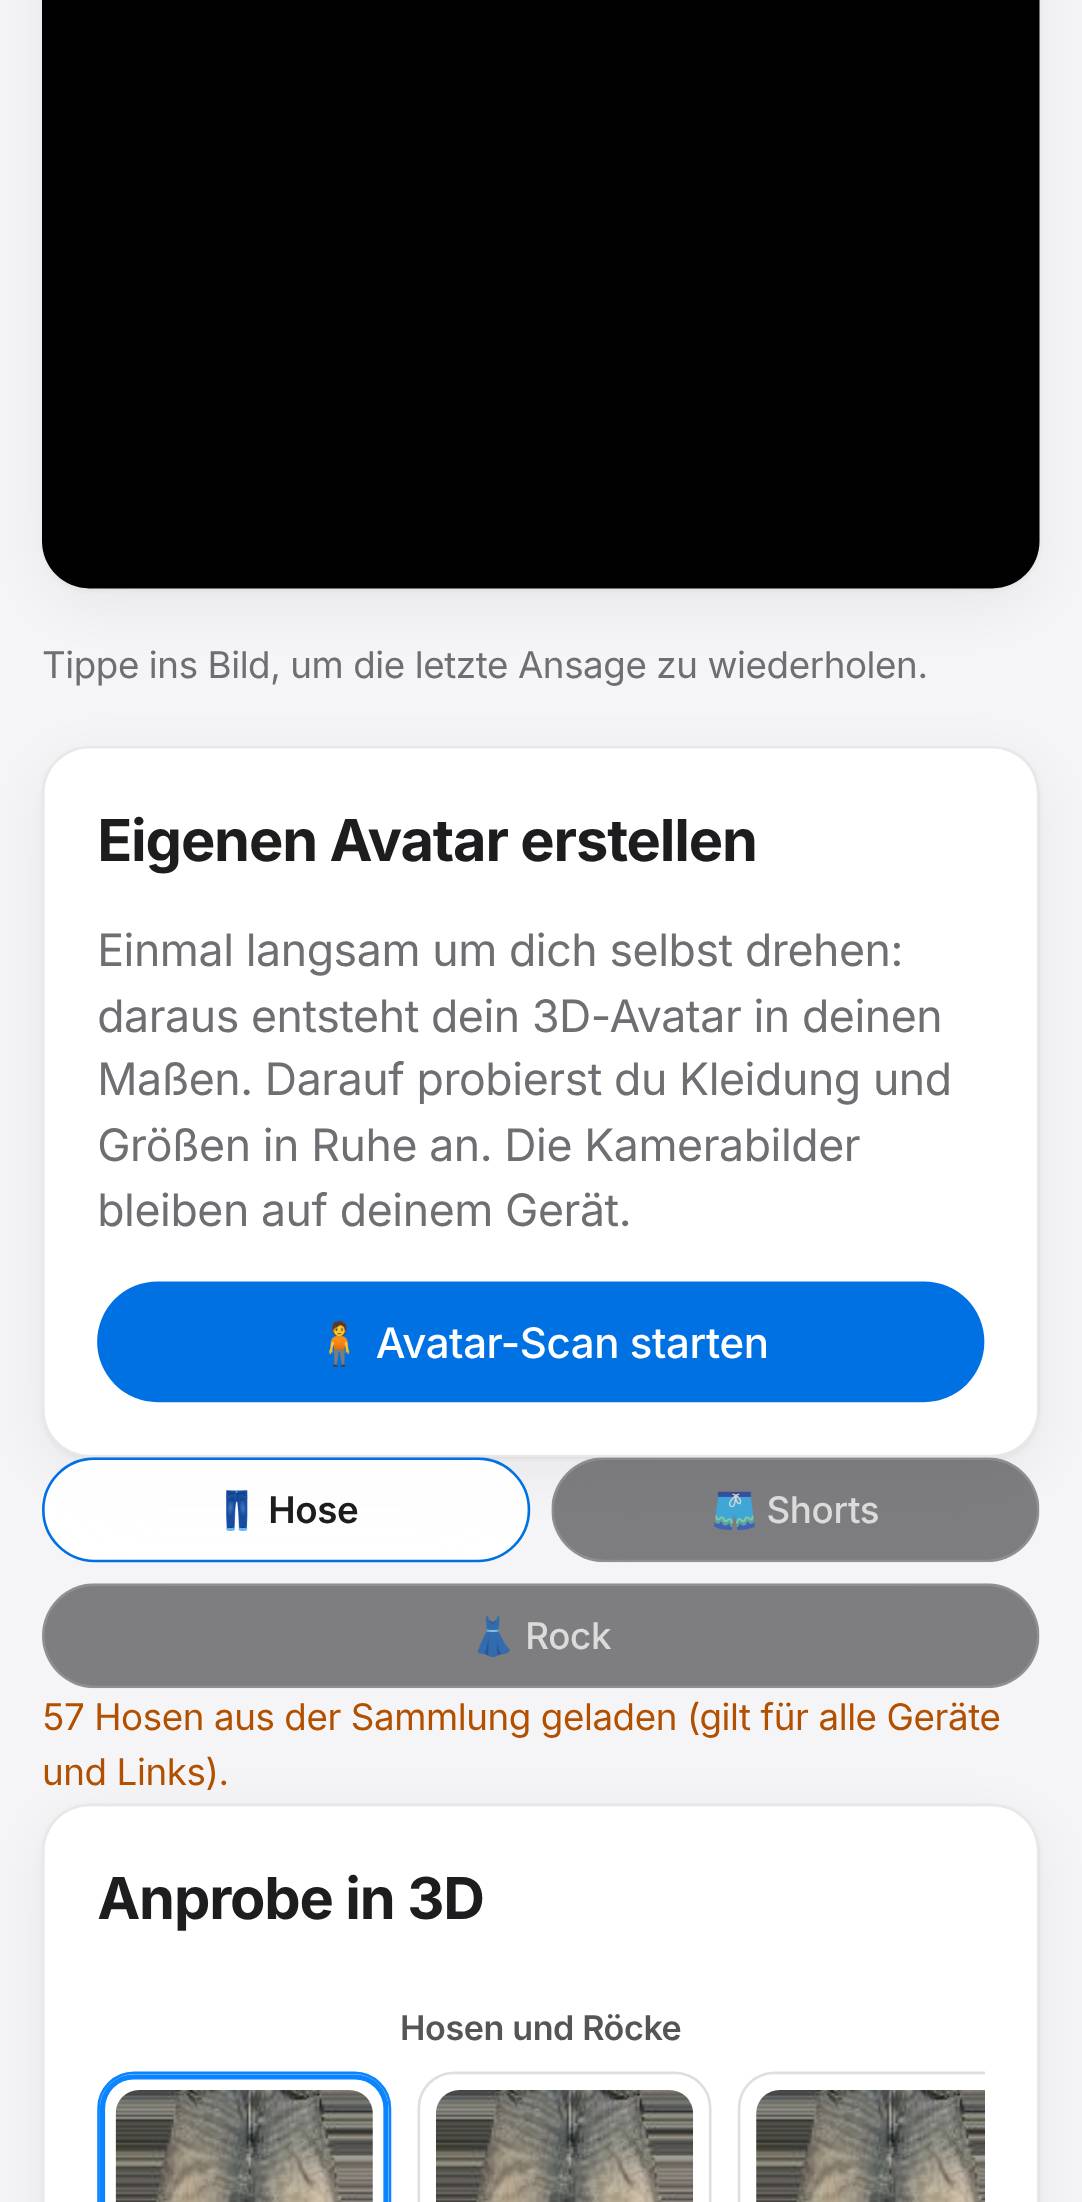 Tippe ins Bild, um die letzte Ansage zu wiederholen.
Eigenen Avatar erstellen
Einmal langsam um dich selbst drehen:
daraus entsteht dein 3D-Avatar in deinen
Maßen. Darauf probierst du Kleidung und
Größen in Ruhe an. Die Kamerabilder
bleiben auf deinem Gerät.
🧍 Avatar-Scan starten
👖 Hose
🩳 Shorts
👗 Rock
57 Hosen aus der Sammlung geladen (gilt für alle Geräte
und Links).
Anprobe in 3D
Hosen und Röcke